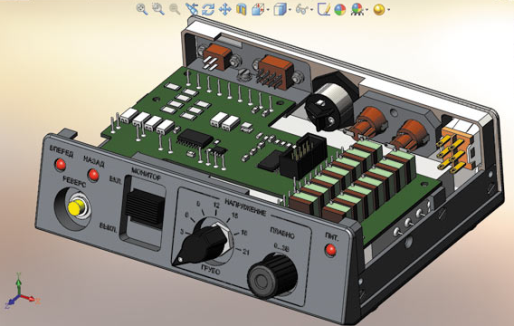 ВПЕРЕД
НАЗАД
РЕВЕРС
МОНИТОР
ВКЛ.
ВЫКЛ.
НАПРЯЖЕНИЕ
3
6
9
12
15
18
21
ГРУБО
ПЛАВНО
0...3В
ПИТ.